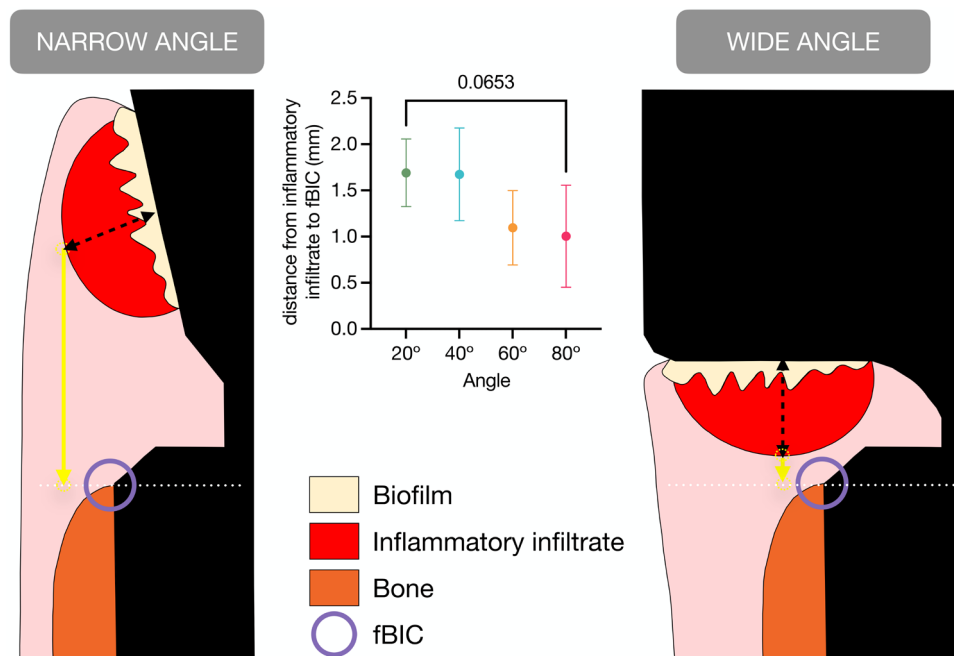 NARROW ANGLE
WIDE ANGLE
0.0653
distance from inflammatory
infiltrate to fBIC (mm)
2.5
2.0
1.5
1.0
0.5
0.0
20º
40º
60º
80º
Angle
Biofilm
Inflammatory infiltrate
Bone
fBIC